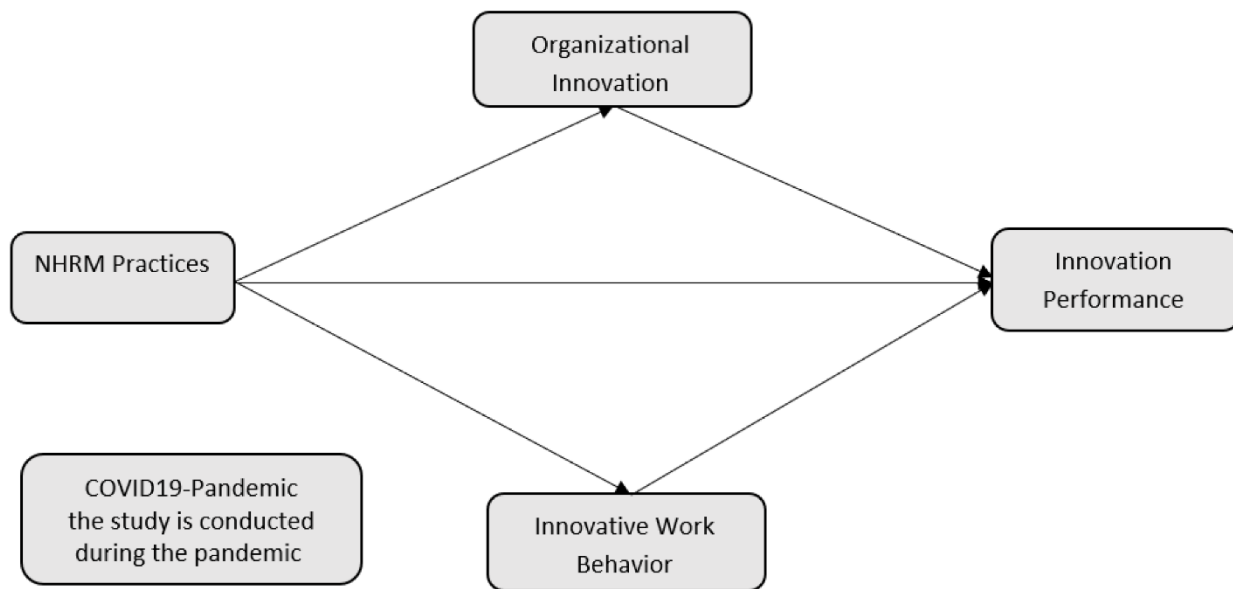 Organizational
Innovation
NHRM Practices
Innovation
Performance
COVID19-Pandemic
the study is conducted
during the pandemic
Innovative Work
Behavior